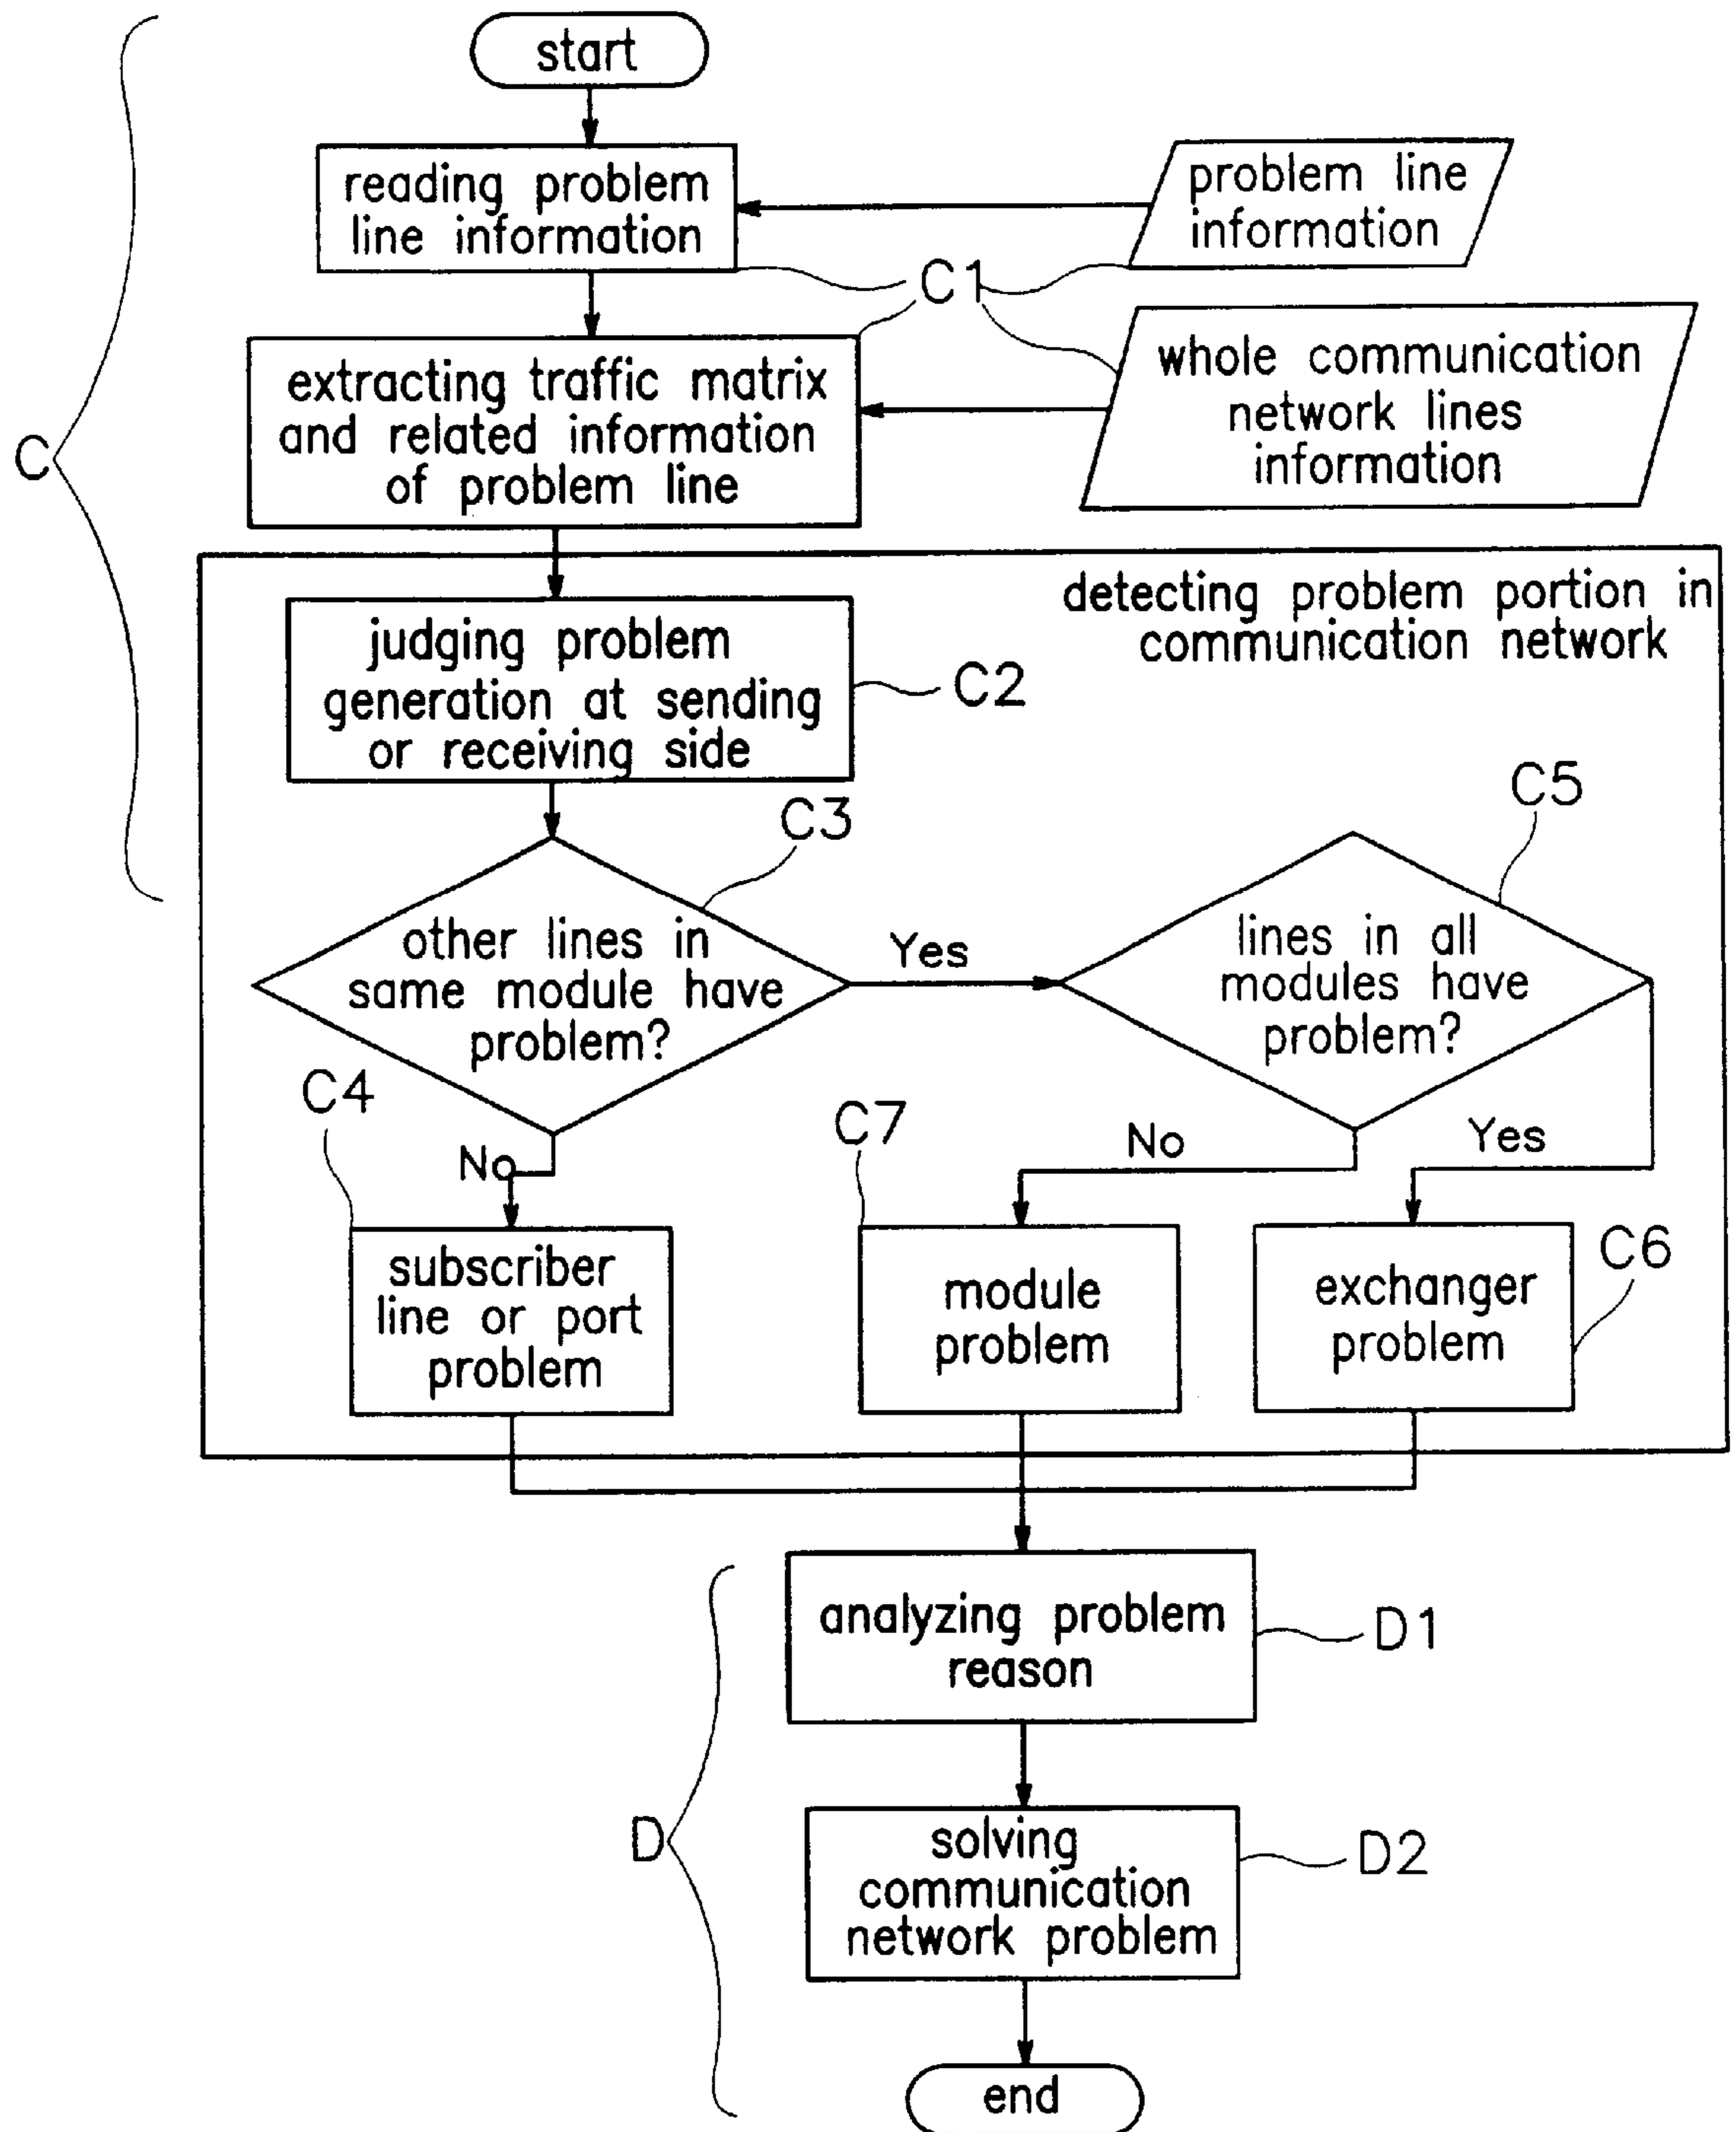 start
reading problem
line information
problem line
information
C1
extracting traffic matrix
and related information
of problem line
whole communication
network lines
information
C
detecting problem portion in
communication network
judging problem
generation at sending
or receiving side
C2
C3
C5
other lines in
same module have
problem?
Yes
lines in all
modules have
problem?
C4
No
C7
No
Yes
C6
subscriber
line or port
problem
module
problem
exchanger
problem
analyzing problem
reason
D1
D
solving
communication
network problem
D2
end